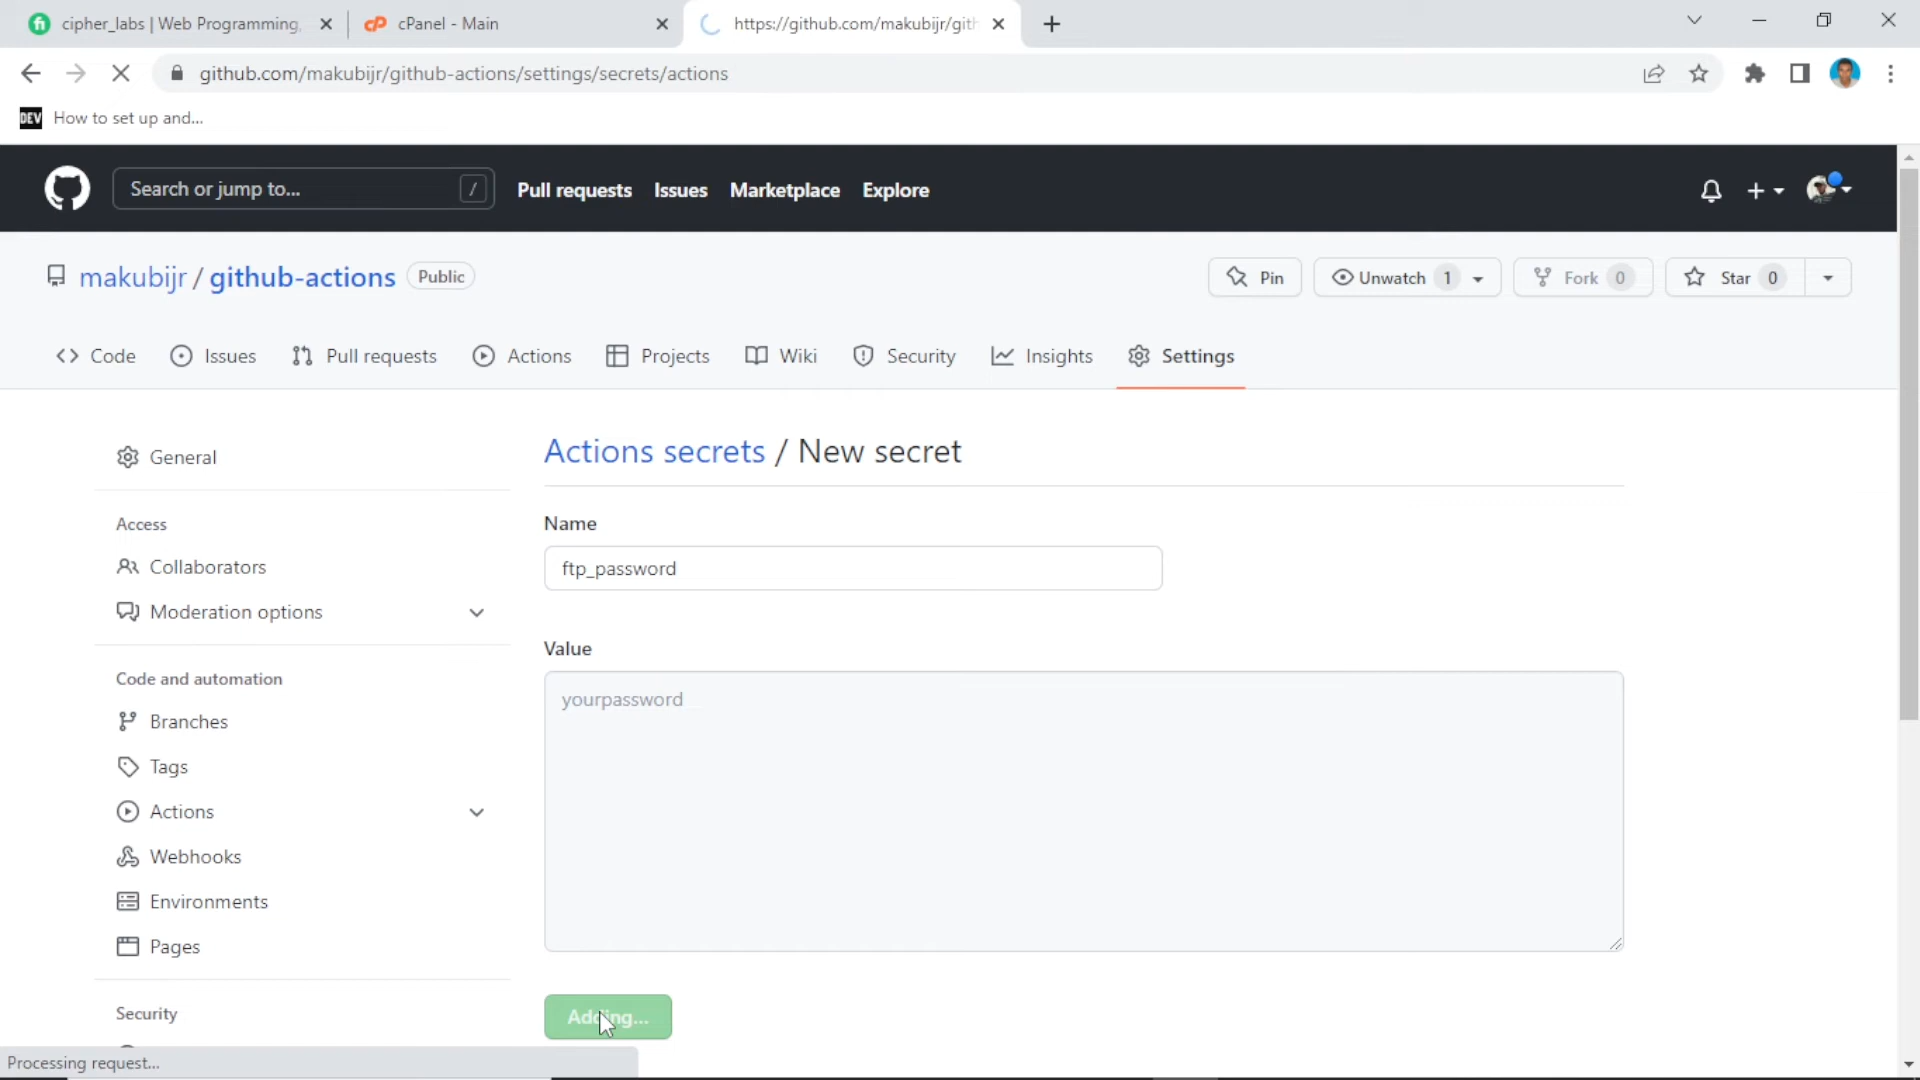 cipher_labs | Web Programming,
cPanel - Main
https://github.com/makubijr/gith
github.com/makubijr/github-actions/settings/secrets/actions
DEV How to set up and...
Search or jump to... /
Pull requests Issues Marketplace Explore
makubijr / github-actions Public
Pin Unwatch 1 Fork 0 Star 0
Code Issues Pull requests Actions Projects Wiki Security Insights Settings
General
Access
Collaborators
Moderation options
Code and automation
Branches
Tags
Actions
Webhooks
Environments
Pages
Security
Actions secrets / New secret
Name
ftp_password
Value
yourpassword
Adding...
Processing request...